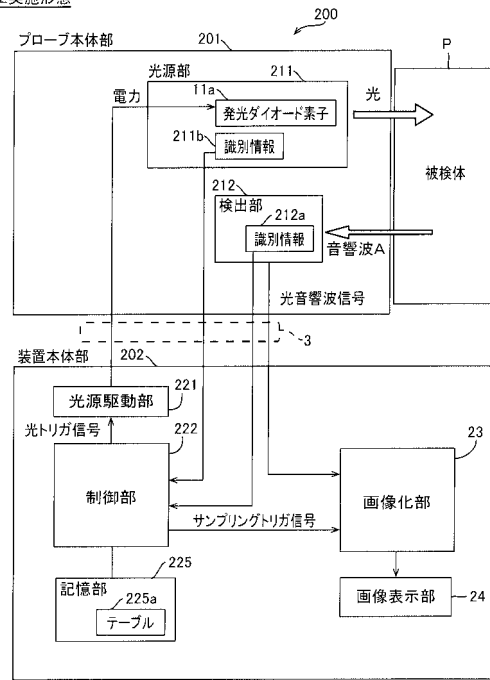 200
プローブ本体部
201
P
光源部
211
電力
11a
発光ダイオード素子
光
211b
識別情報
被検体
212
検出部
212a
識別情報
音響波A
光音響波信号
3
装置本体部
202
光源駆動部
221
光トリガ信号
222
23
制御部
画像化部
サンプリングトリガ信号
225
記憶部
225a
テーブル
画像表示部
24